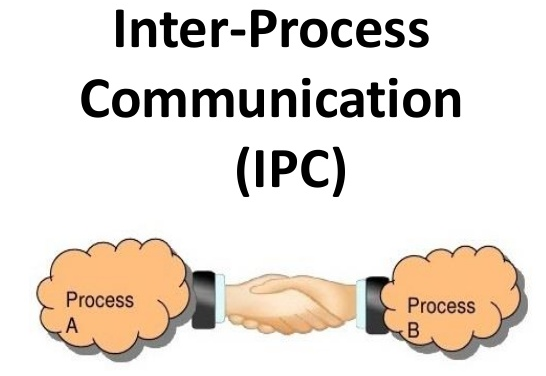 Inter-Process
Communication
(IPC)
Process
A
Process
B